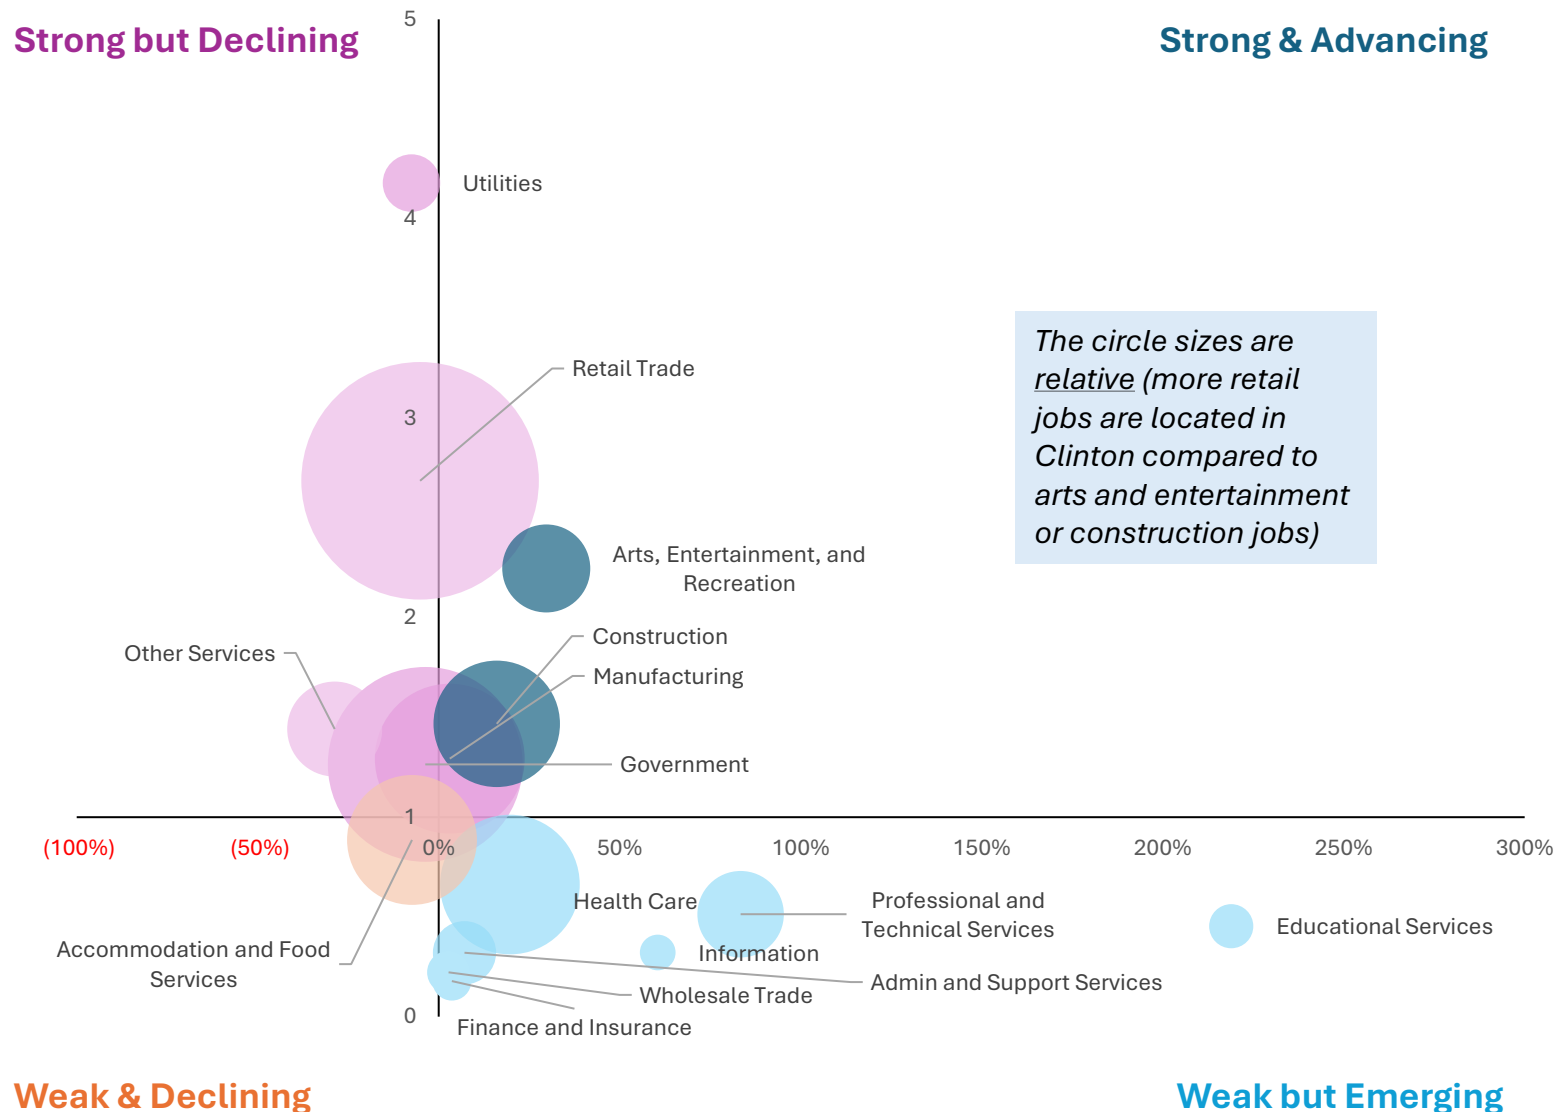 Strong but Declining
5
Strong & Advancing
Utilities
4
Retail Trade
3
The circle sizes are
relative (more retail
jobs are located in
Clinton compared to
arts and entertainment
or construction jobs)
Arts, Entertainment, and
Recreation
2
Construction
Other Services
Manufacturing
Government
1
(100%)
(50%)
0%
50%
100%
150%
200%
250%
300%
Health Care
Professional and
Technical Services
Educational Services
Accommodation and Food
Services
Information
Admin and Support Services
Wholesale Trade
0
Finance and Insurance
Weak & Declining
Weak but Emerging